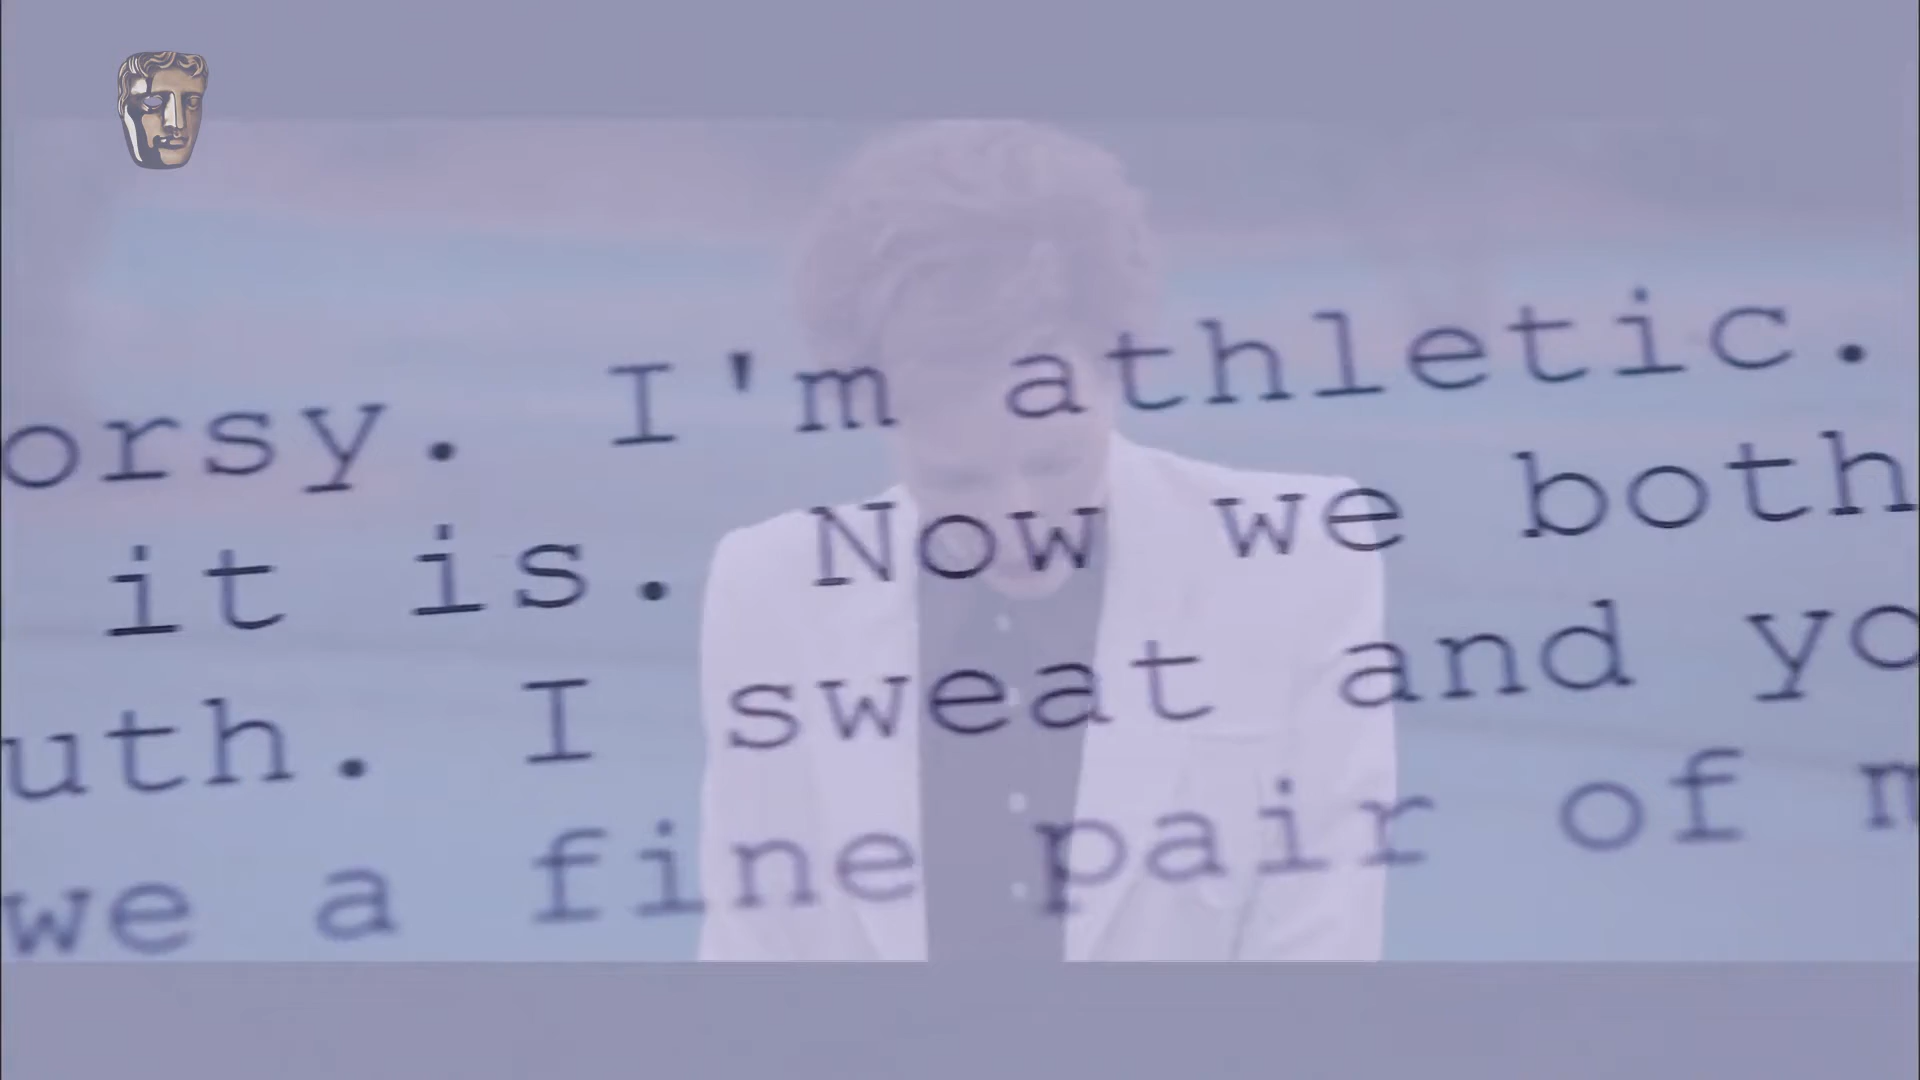 orsy. I'm athletic.
it is. Now we both
uth. I sweat and yo
we a fine pair of m